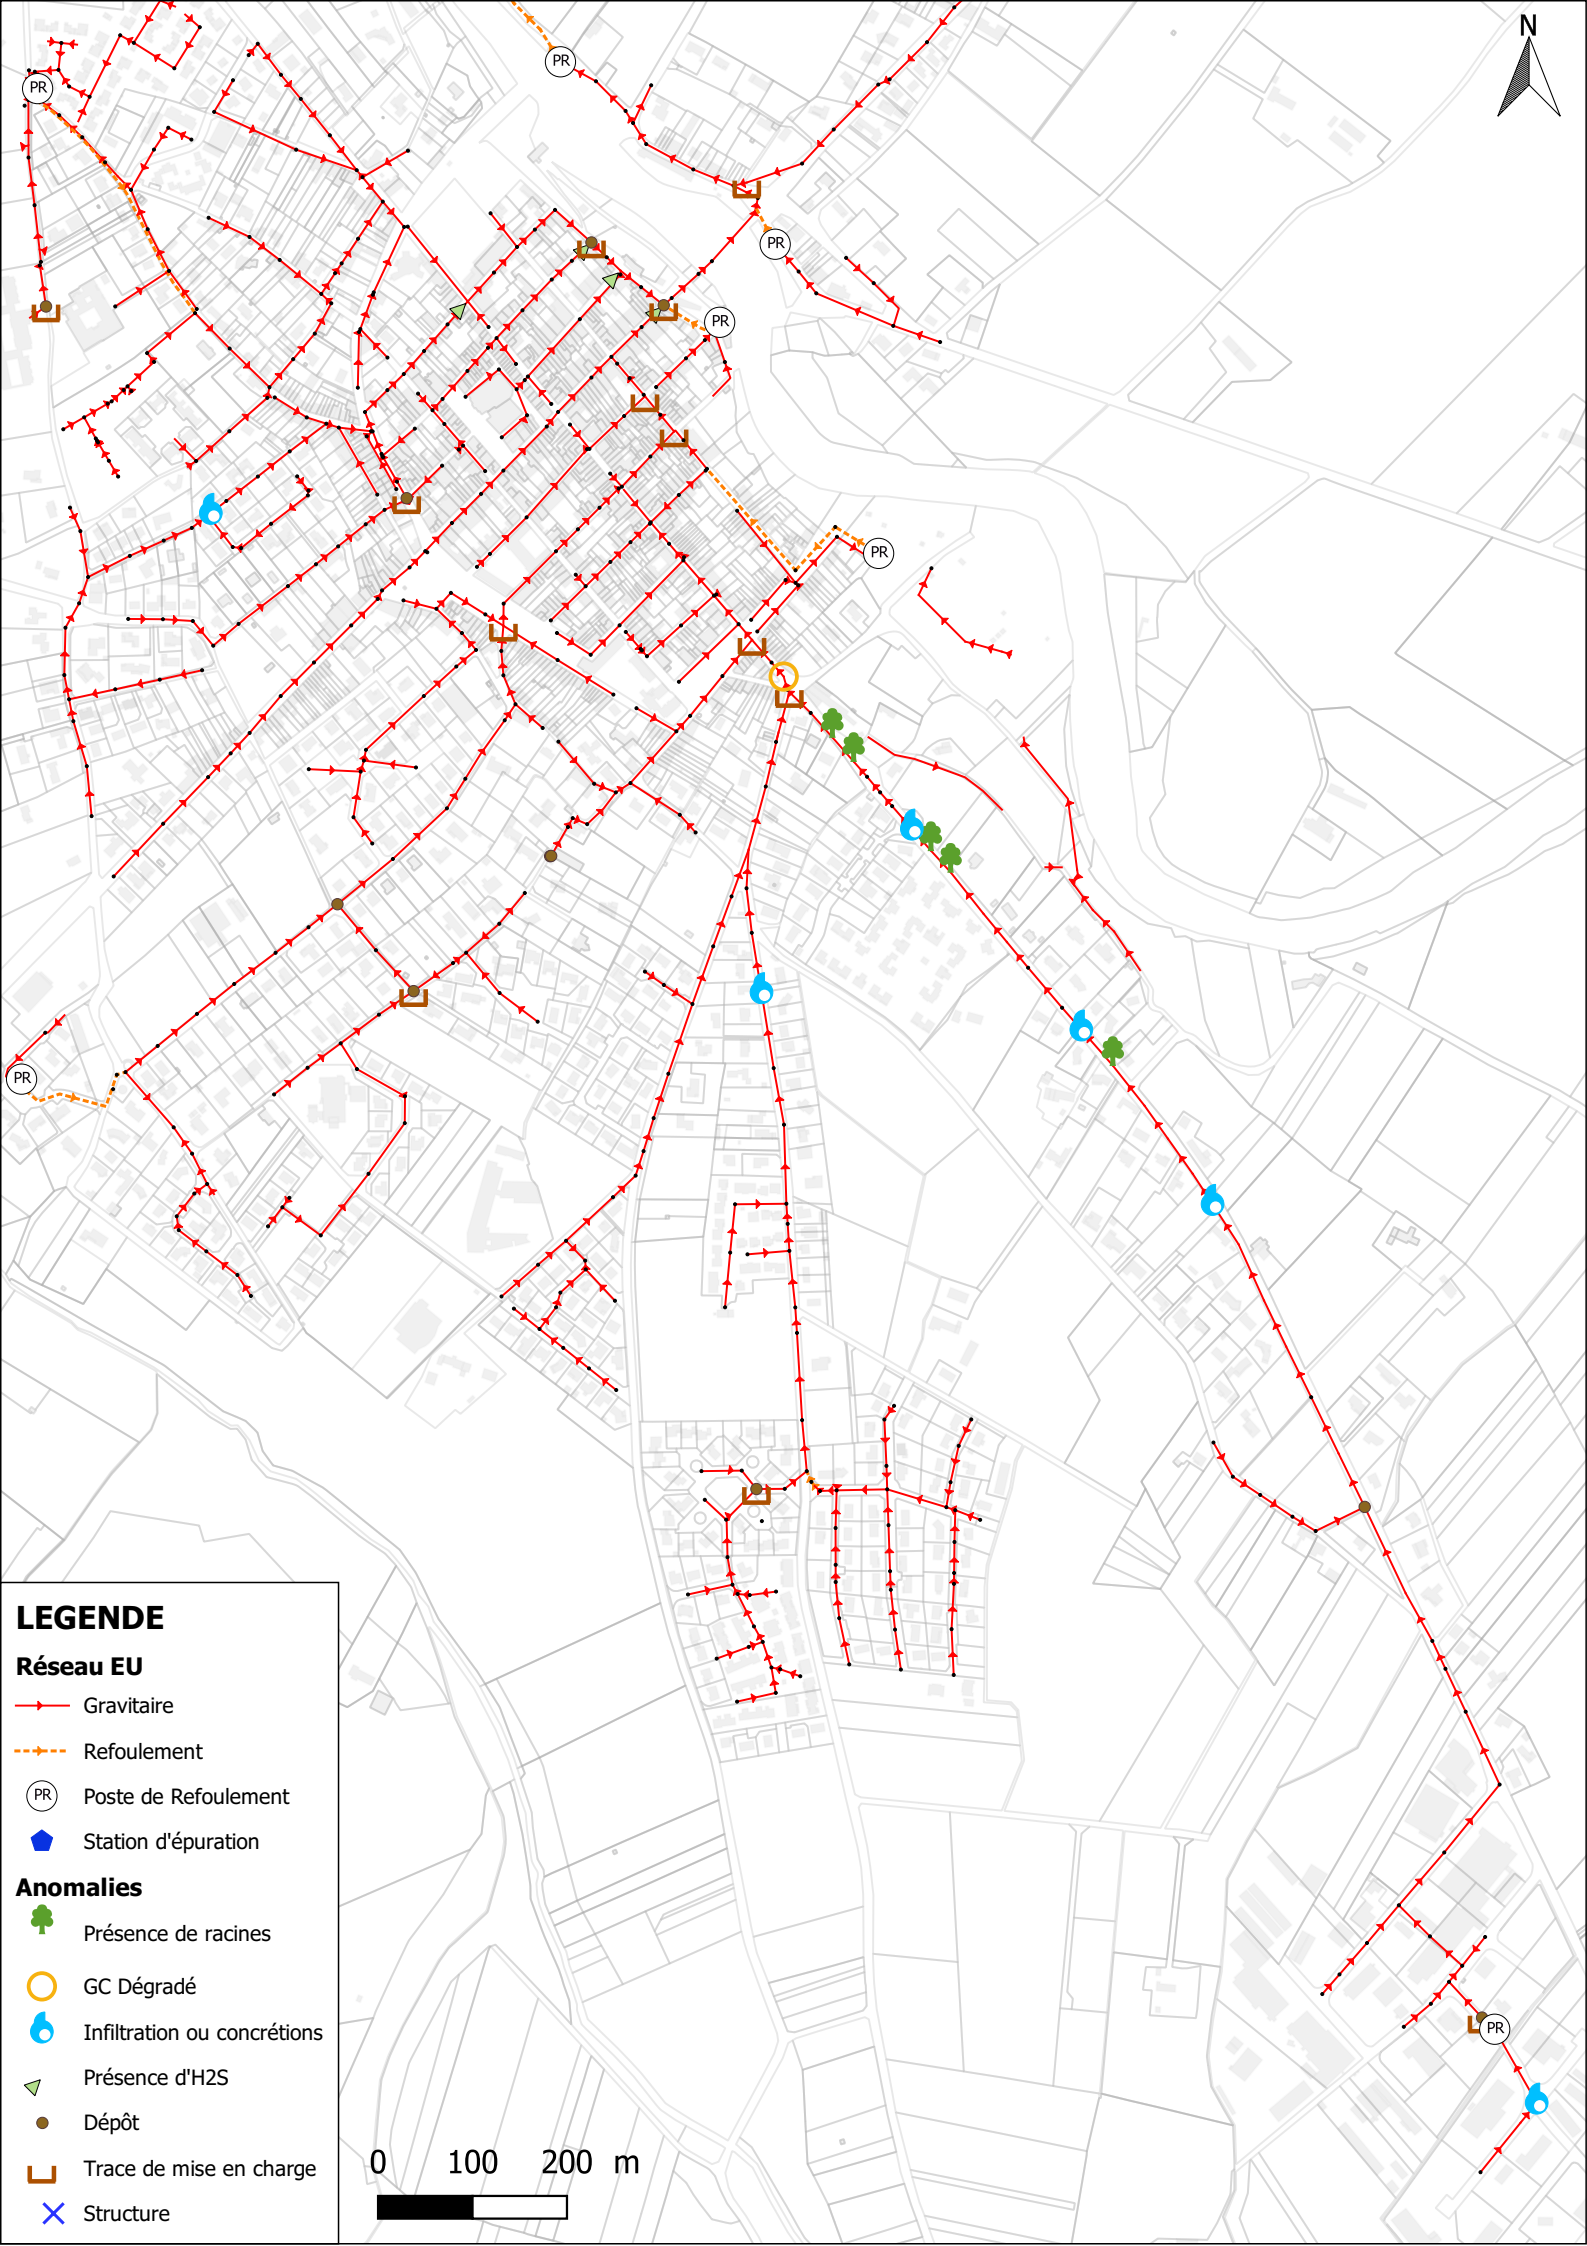 N
PR
PR
PR
PR
PR
PR
PR
LEGENDE
Réseau EU
Gravitaire
Refoulement
PR Poste de Refoulement
Station d'épuration
Anomalies
Présence de racines
GC Dégradé
Infiltration ou concrétions
Présence d'H2S
Dépôt
Trace de mise en charge
Structure
0 100 200 m